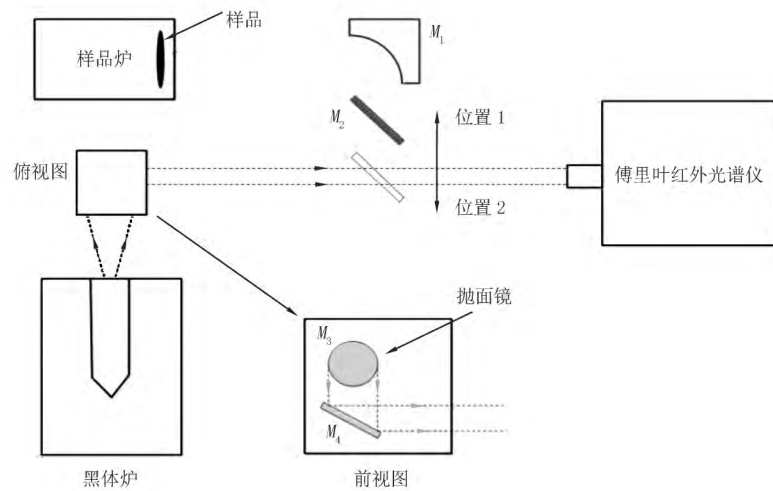 样品
样品炉
M1
M2
位置 1
俯视图
位置 2
傅里叶红外光谱仪
抛面镜
M3
M4
黑体炉
前视图